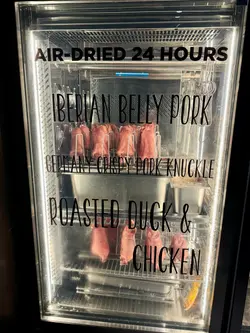 AIR-DRIED 24 HOURS
IBERIAN BELLY PORK
GERMANY CRISPY PORK KNUCKLE
ROASTED DUCK &
CHICKEN